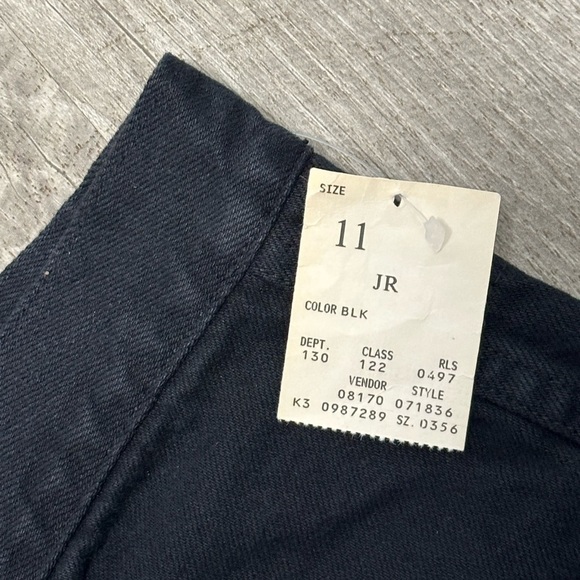 SIZE
11
JR
COLOR BLK
DEPT. CLASS RLS
130 122 0497
VENDOR STYLE
08170 071836
K3 0987289 SZ. 0356